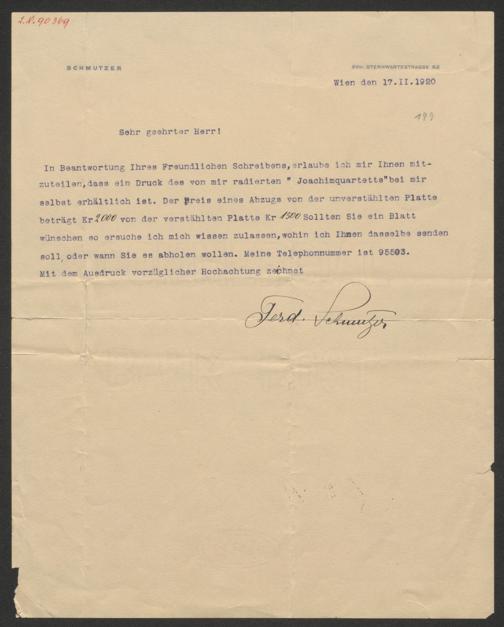 I.N. 90369
SCHMUTZER
XVIII. STERNWARTESTRASSE 62
Wien den 17.II.1920
199
Sehr geehrter Herr!
In Beantwortung Ihres Freundlichen Schreibens,erlaube ich mir Ihnen mit-
zuteilen,dass ein Druck des von mir radierten " Joachimquartetts"bei mir
selbst erhältlich ist. Der Preis eines Abzugs von der unverstählten Platte
beträgt Kr 2000 von der verstählten Platte Kr 1500 Sollten Sie ein Blatt
wünschen so ersuche ich mich wissen zulassen,wohin ich Ihnen dasselbe senden
soll oder wann Sie es abholen wollen. Meine Telephonnummer ist 95503.
Mit dem Ausdruck vorzüglicher Hochachtung zeichnet
Ferd. Schmutzer